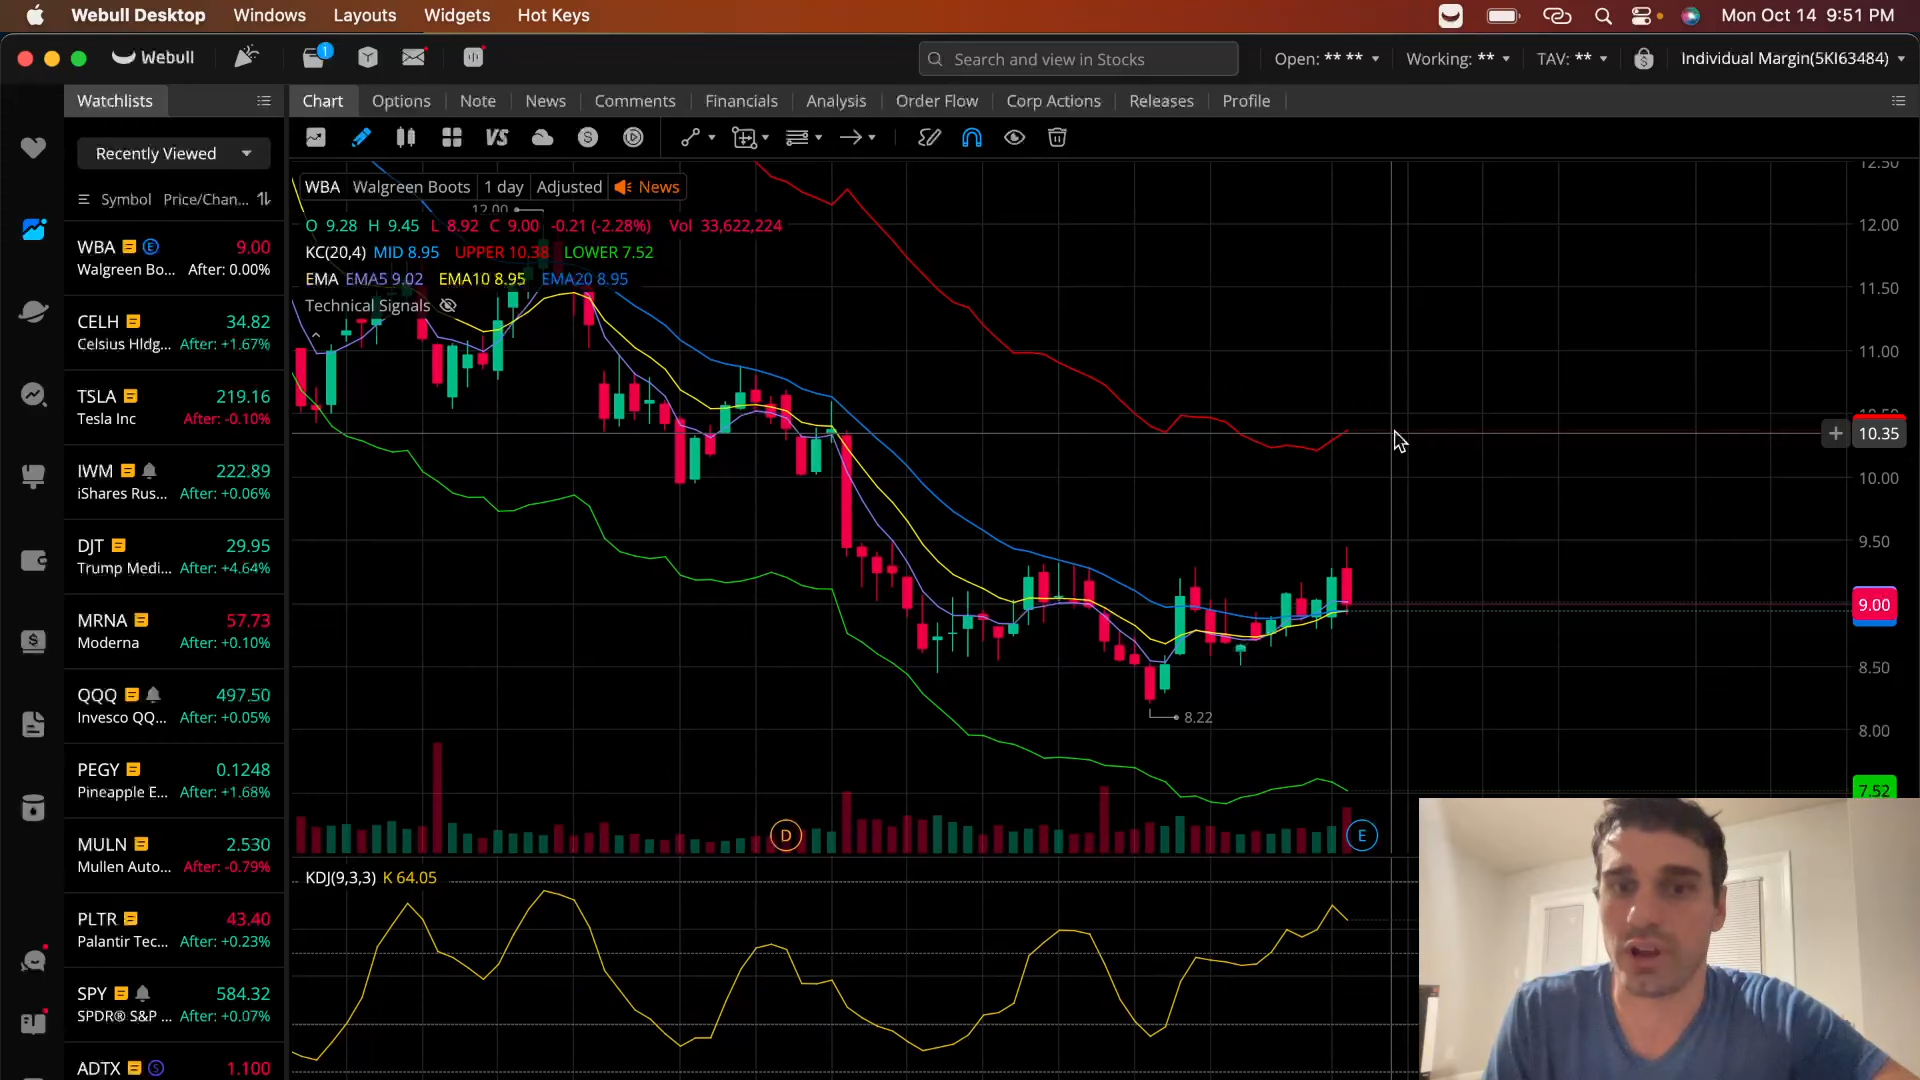 Webull Desktop Windows Layouts Widgets Hot Keys Mon Oct 14 9:51 PM
Webull 1 Search and view in Stocks Open: ** ** Working: ** TAV: ** Individual Margin(5KI63484)
Watchlists Chart Options Note News Comments Financials Analysis Order Flow Corp Actions Releases Profile
Recently Viewed
VS S
Symbol Price/Chan...
WBA E 9.00
Walgreen Bo... After: 0.00%
CELH 34.82
Celsius Hldg... After: +1.67%
TSLA 219.16
Tesla Inc After: -0.10%
IWM 222.89
iShares Rus... After: +0.06%
DJT 29.95
Trump Medi... After: +4.64%
MRNA 57.73
Moderna After: +0.10%
QQQ 497.50
Invesco QQ... After: +0.05%
PEGY 0.1248
Pineapple E... After: +1.68%
MULN 2.530
Mullen Auto... After: -0.79%
PLTR 43.40
Palantir Tec... After: +0.23%
SPY 584.32
SPDR® S&P ... After: +0.07%
ADTX S 1.100
WBA Walgreen Boots 1 day Adjusted News
12.00
O 9.28 H 9.45 L 8.92 C 9.00 -0.21 (-2.28%) Vol 33,622,224
KC(20,4) MID 8.95 UPPER 10.38 LOWER 7.52
EMA EMA5 9.02 EMA10 8.95 EMA20 8.95
Technical Signals
8.22
D E
KDJ(9,3,3) K 64.05
12.50
12.00
11.50
11.00
10.50
10.35
10.00
9.50
9.00
8.50
8.00
7.52